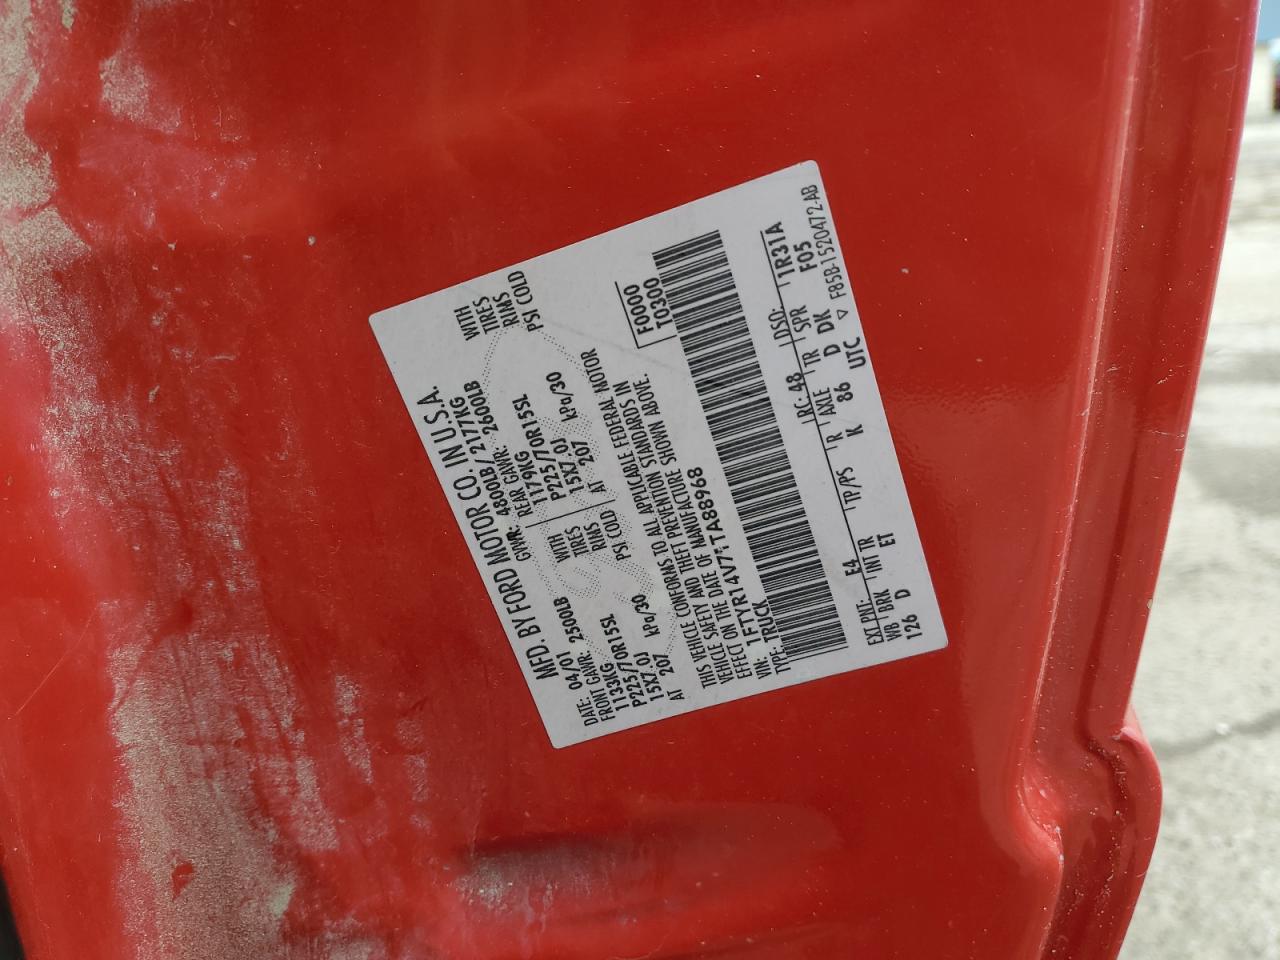 MFD. BY FORD MOTOR CO. IN U.S.A.
DATE: 04/01 GVWR: 4800LB / 2177KG
FRONT GAWR: 2500LB REAR GAWR: 2600LB WITH
1133KG WITH 1179KG TIRES
P225/70R15SL TIRES P225/70R15SL RIMS
15X7.0J RIMS 15X7.0J PSI COLD
AT 207 kPa/30 PSI COLD AT 207 kPa/30
THIS VEHICLE CONFORMS TO ALL APPLICABLE FEDERAL MOTOR
VEHICLE SAFETY AND THEFT PREVENTION STANDARDS IN
EFFECT ON THE DATE OF MANUFACTURE SHOWN ABOVE.
VIN: 1FTYR14V7 TA88968 F0000
TYPE: TRUCK T0300
EXT PNT: E4 RC: 48 DSO: TR31A
WB BRK INT TR TP/PS R AXLE TR SPR F05
126 D ET K 86 D DK
UTC ▽ F85B-1520472-AB